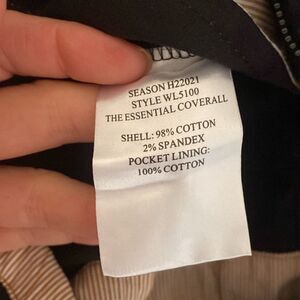 SEASON H22021
STYLE WL5100
THE ESSENTIAL COVERALL
SHELL: 98% COTTON
2% SPANDEX
POCKET LINING:
100% COTTON